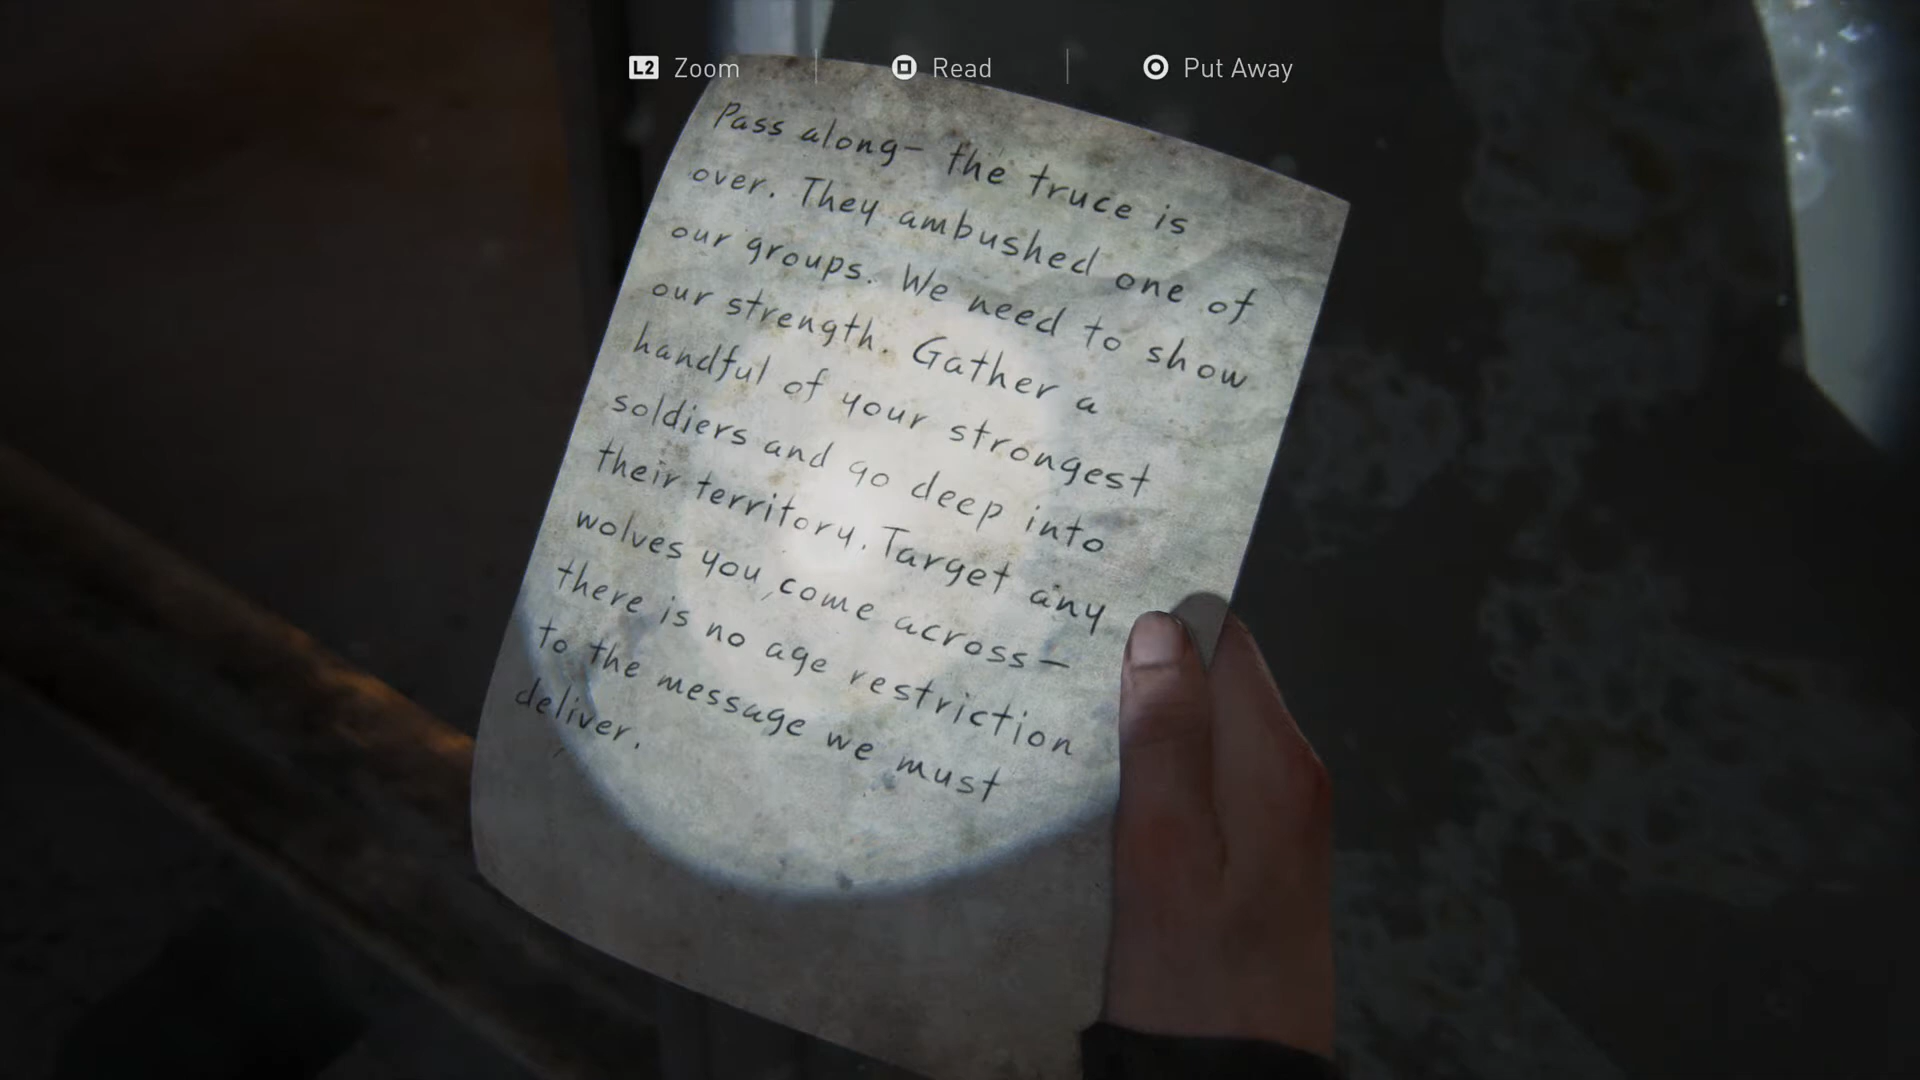 L2 Zoom Read Put Away
Pass along— the truce is
over. They ambushed one of
our groups. We need to show
our strength. Gather a
handful of your strongest
soldiers and go deep into
their territory. Target any
wolves you come across—
there is no age restriction
to the message we must
deliver.